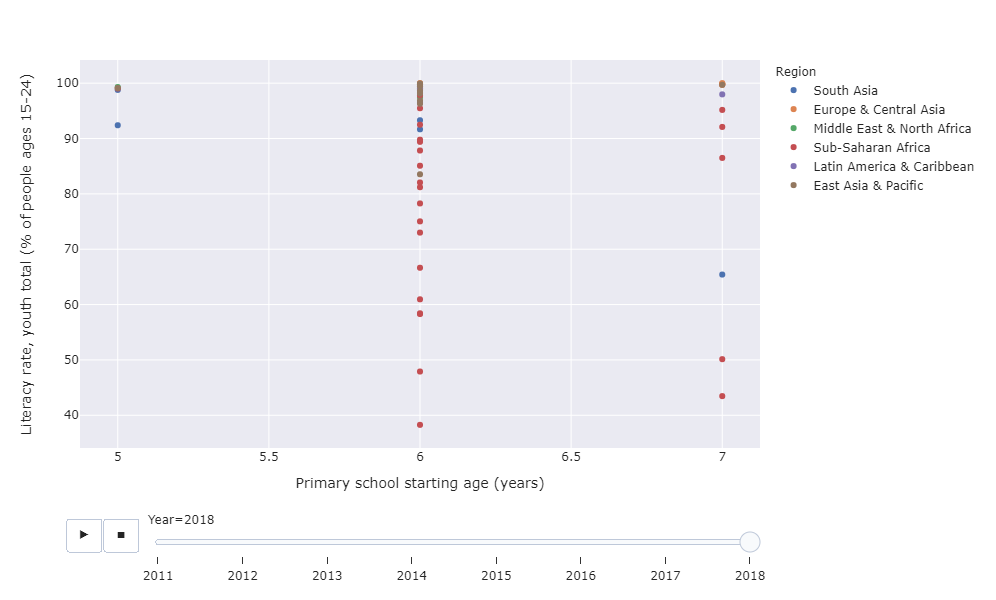 Literacy rate, youth total (% of people ages 15-24)
100
90
80
70
60
50
40
5
5.5
6
6.5
7
Primary school starting age (years)
Region
South Asia
Europe & Central Asia
Middle East & North Africa
Sub-Saharan Africa
Latin America & Caribbean
East Asia & Pacific
Year=2018
2011
2012
2013
2014
2015
2016
2017
2018